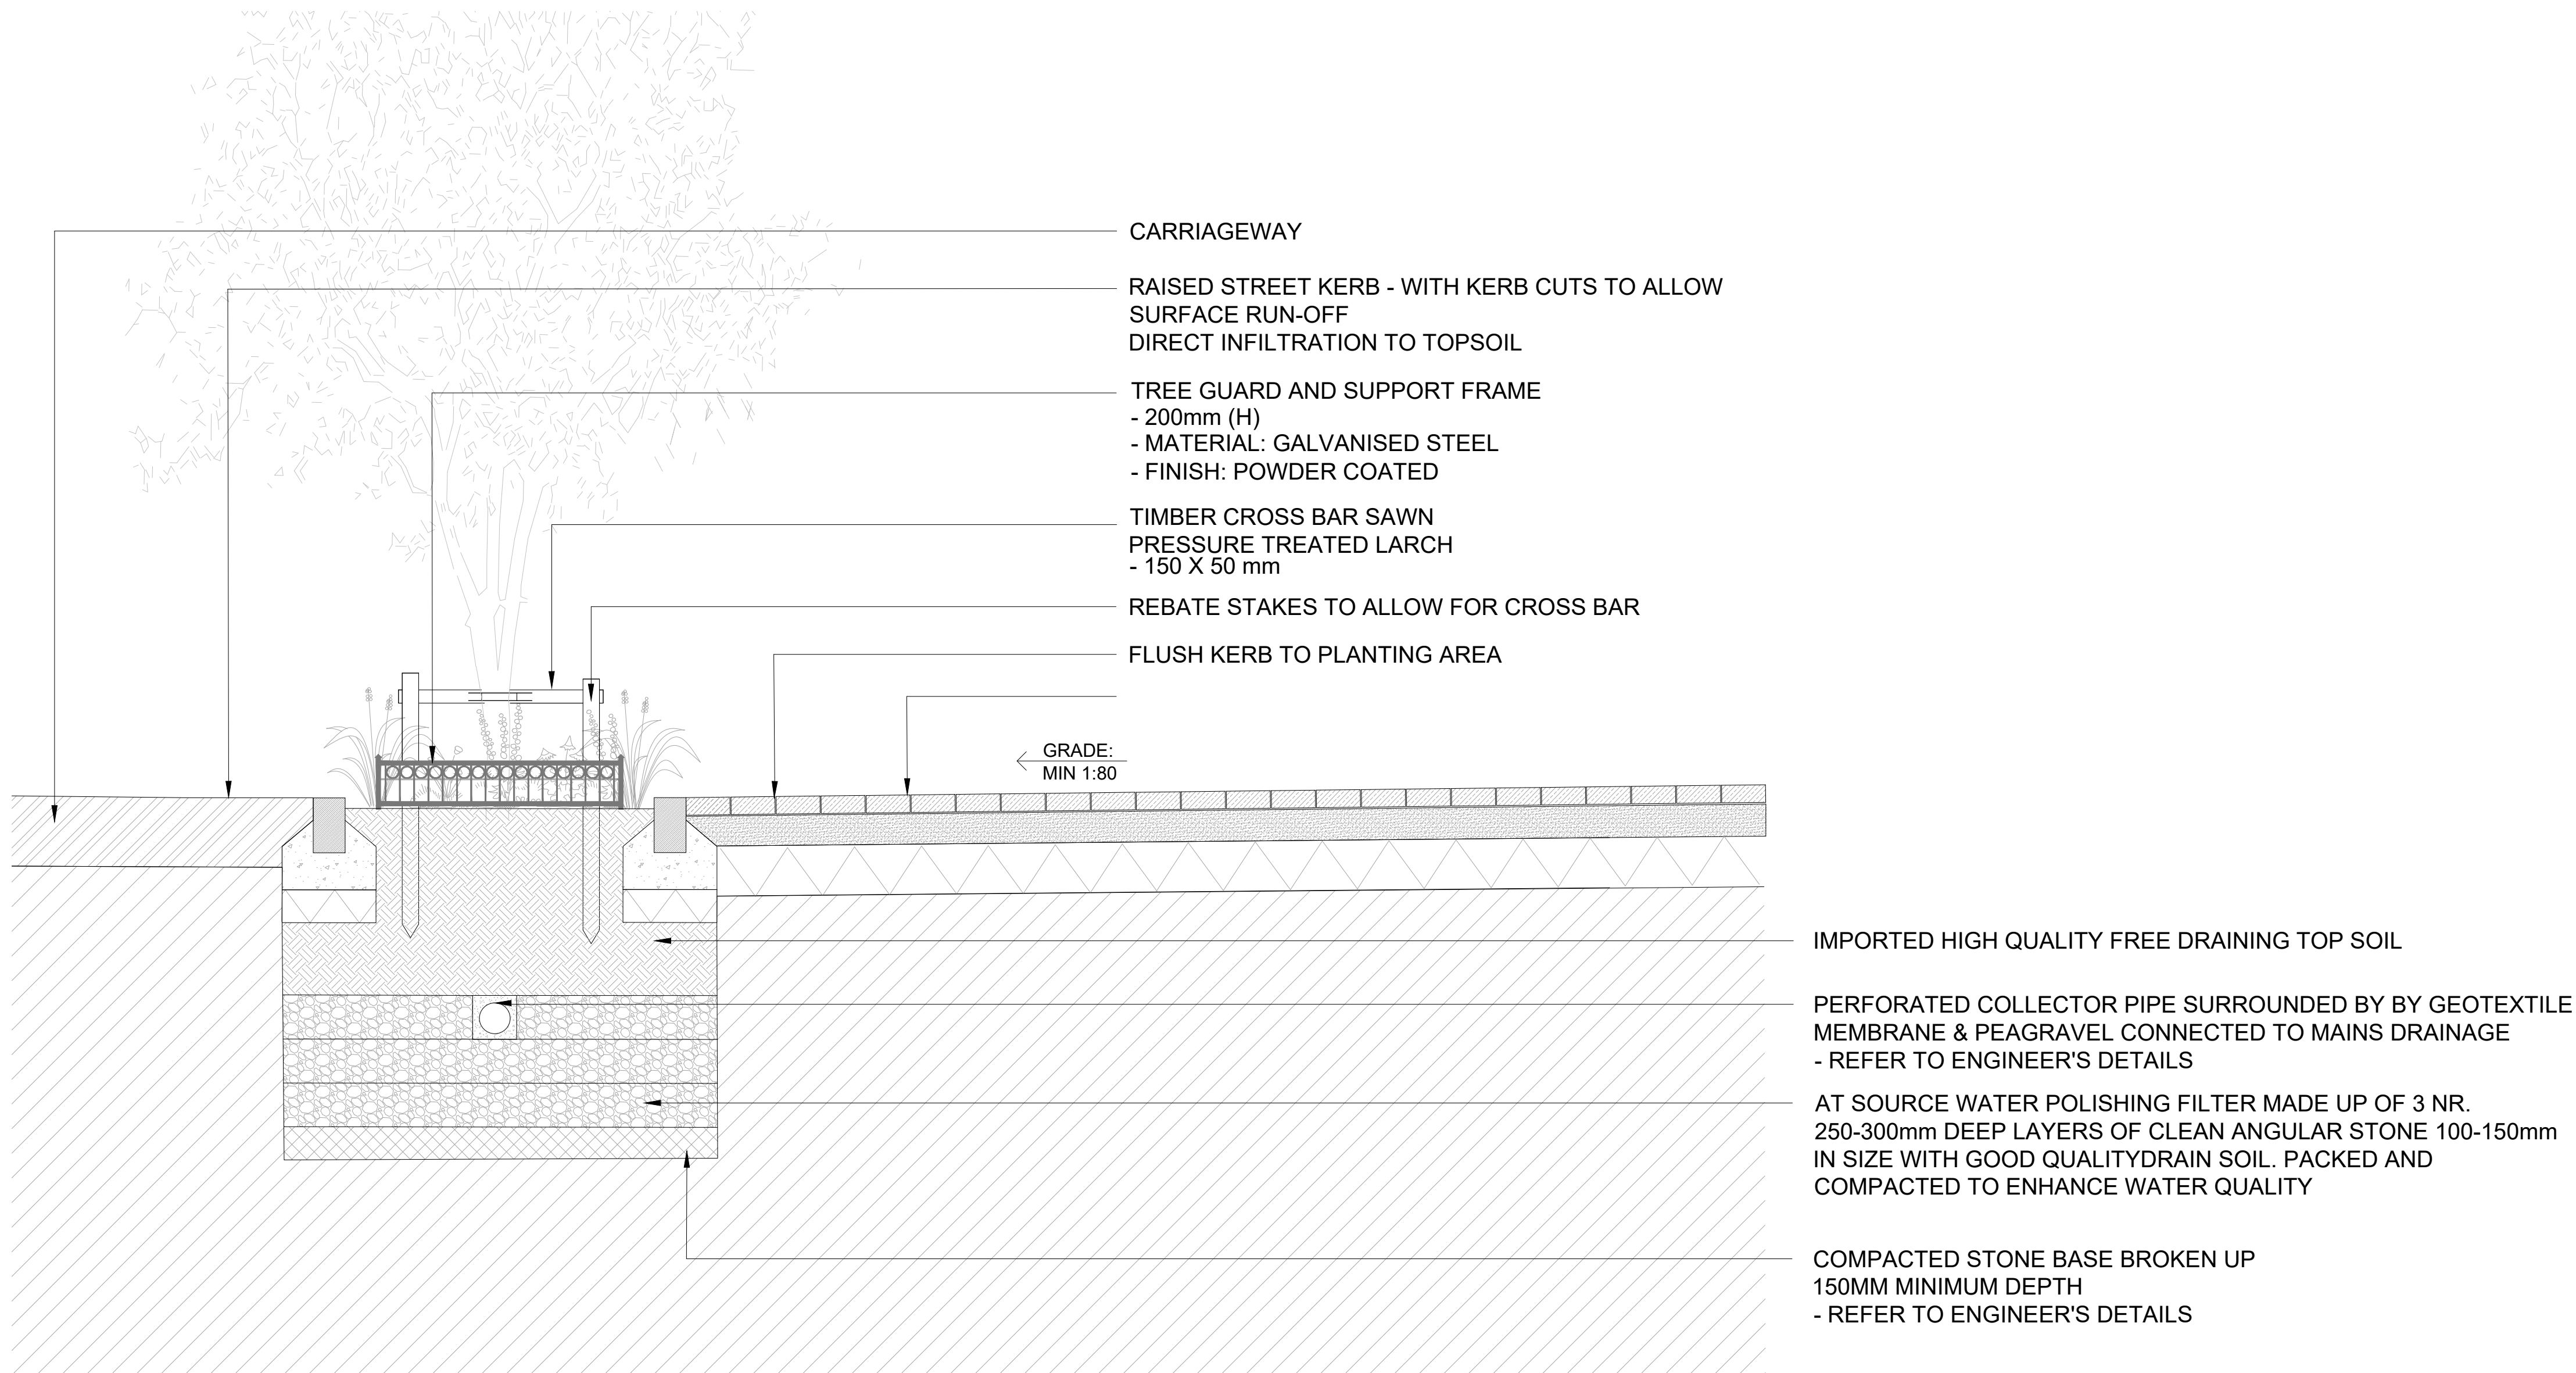 CARRIAGEWAY
RAISED STREET KERB - WITH KERB CUTS TO ALLOW
SURFACE RUN-OFF
DIRECT INFILTRATION TO TOPSOIL
TREE GUARD AND SUPPORT FRAME
- 200mm (H)
- MATERIAL: GALVANISED STEEL
- FINISH: POWDER COATED
TIMBER CROSS BAR SAWN
PRESSURE TREATED LARCH
- 150 X 50 mm
REBATE STAKES TO ALLOW FOR CROSS BAR
FLUSH KERB TO PLANTING AREA
GRADE:
MIN 1:80
IMPORTED HIGH QUALITY FREE DRAINING TOP SOIL
PERFORATED COLLECTOR PIPE SURROUNDED BY BY GEOTEXTILE
MEMBRANE & PEAGRAVEL CONNECTED TO MAINS DRAINAGE
- REFER TO ENGINEER'S DETAILS
AT SOURCE WATER POLISHING FILTER MADE UP OF 3 NR.
250-300mm DEEP LAYERS OF CLEAN ANGULAR STONE 100-150mm
IN SIZE WITH GOOD QUALITYDRAIN SOIL. PACKED AND
COMPACTED TO ENHANCE WATER QUALITY
COMPACTED STONE BASE BROKEN UP
150MM MINIMUM DEPTH
- REFER TO ENGINEER'S DETAILS